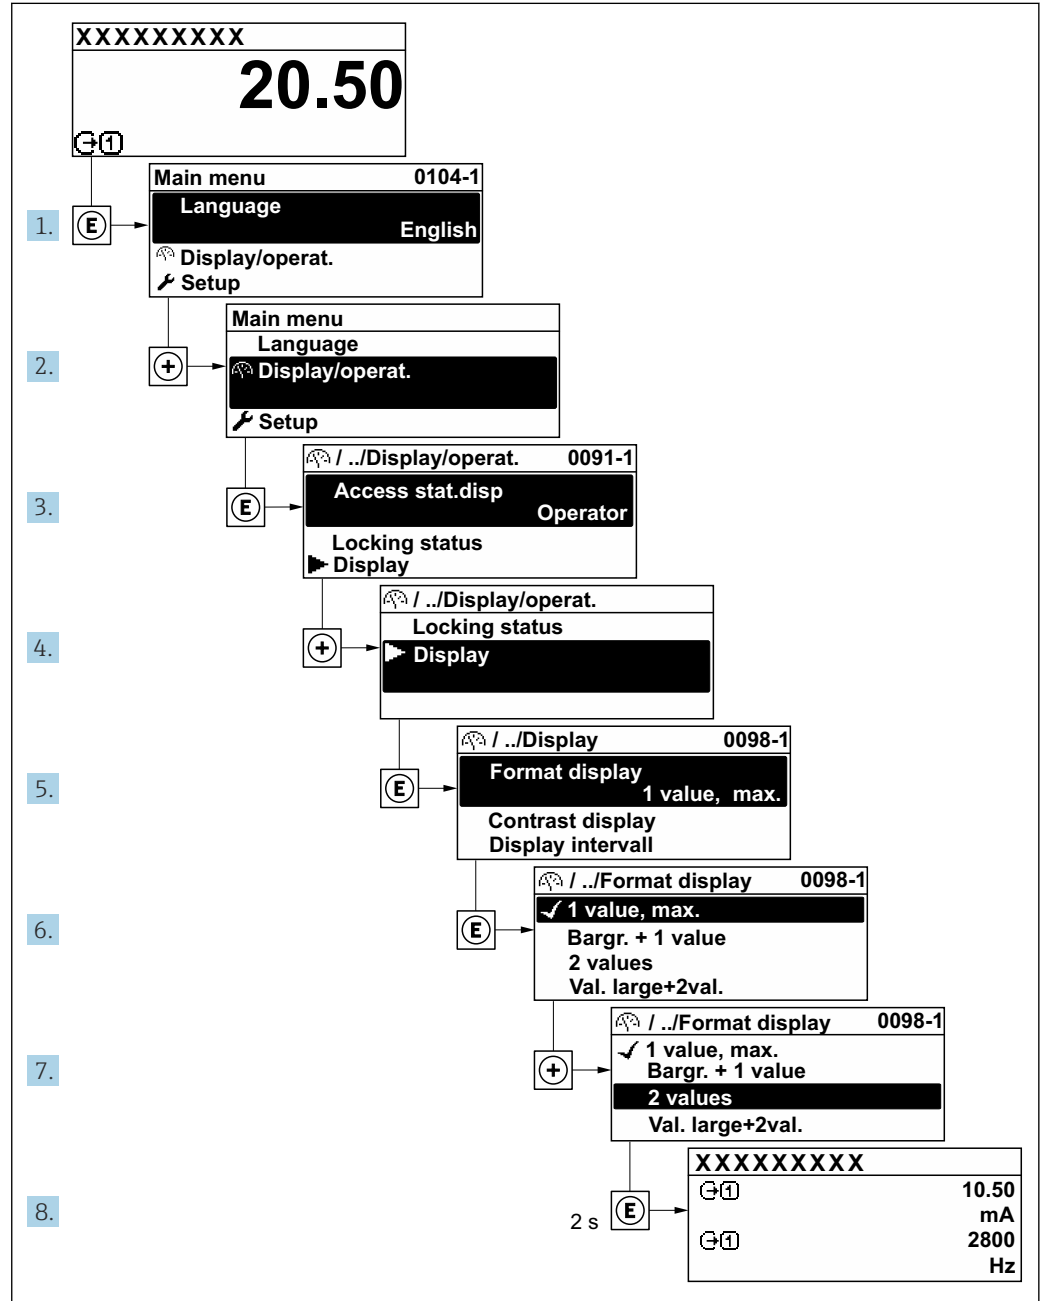 XXXXXXXXX
20.50
1
Main menu 0104-1
1. E Language
English
Display/operat.
Setup
Main menu
Language
2. + Display/operat.
Setup
/ ../Display/operat. 0091-1
3. E Access stat.disp
Operator
Locking status
Display
/ ../Display/operat.
Locking status
4. + Display
/ ../Display 0098-1
Format display
5. E 1 value, max.
Contrast display
Display intervall
/ ../Format display 0098-1
1 value, max.
6. E Bargr. + 1 value
2 values
Val. large+2val.
/ ../Format display 0098-1
1 value, max.
7. + Bargr. + 1 value
2 values
Val. large+2val.
XXXXXXXXX
1 10.50
8. 2 s E mA
1 2800
Hz